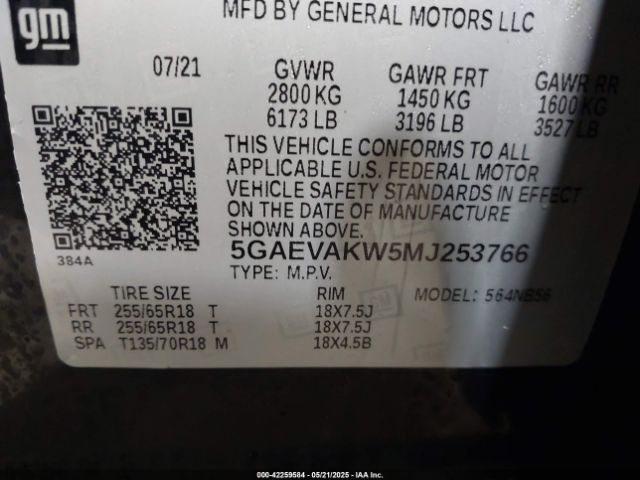 gm
MFD BY GENERAL MOTORS LLC
07/21 GVWR GAWR FRT GAWR RR
2800 KG 1450 KG 1600 KG
6173 LB 3196 LB 3527 LB
THIS VEHICLE CONFORMS TO ALL
APPLICABLE U.S. FEDERAL MOTOR
VEHICLE SAFETY STANDARDS IN EFFECT
ON THE DATE OF MANUFACTURE
SHOWN ABOVE.
384A 5GAEVAKW5MJ253766
TYPE: M.P.V.
TIRE SIZE RIM MODEL: 564NB56
FRT 255/65R18 T 18X7.5J
RR 255/65R18 T 18X7.5J
SPA T135/70R18 M 18X4.5B
000-42259584 - 05/21/2025 - IAA Inc.